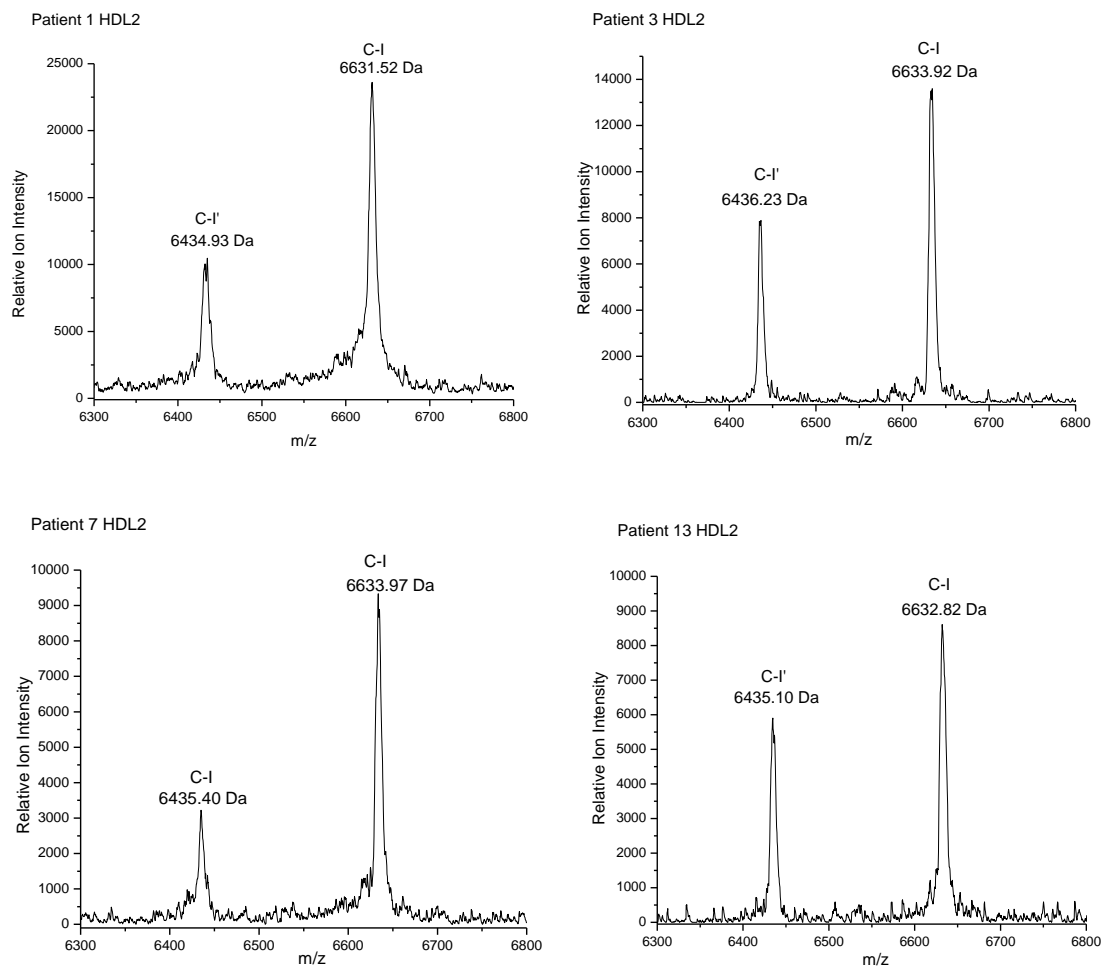 Patient 1 HDL2
C-I
6631.52 Da
C-I'
6434.93 Da
25000
20000
15000
10000
5000
0
Relative Ion Intensity
6300 6400 6500 6600 6700 6800
m/z
Patient 3 HDL2
C-I
6633.92 Da
C-I'
6436.23 Da
14000
12000
10000
8000
6000
4000
2000
0
Relative Ion Intensity
6300 6400 6500 6600 6700 6800
m/z
Patient 7 HDL2
C-I
6633.97 Da
C-I
6435.40 Da
10000
9000
8000
7000
6000
5000
4000
3000
2000
1000
0
Relative Ion Intensity
6300 6400 6500 6600 6700 6800
m/z
Patient 13 HDL2
C-I
6632.82 Da
C-I'
6435.10 Da
10000
9000
8000
7000
6000
5000
4000
3000
2000
1000
0
Relative Ion Intensity
6300 6400 6500 6600 6700 6800
m/z